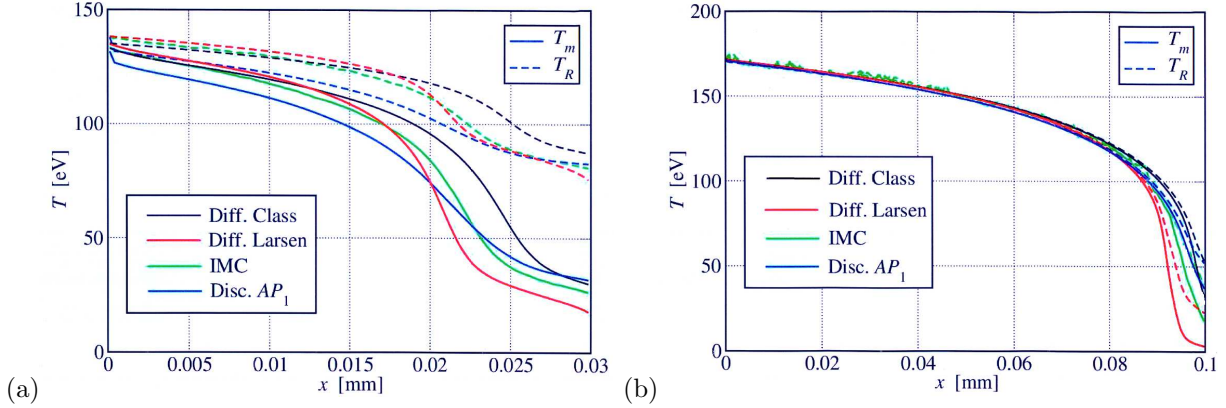 150
100
50
0
T [eV]
T_m
T_R
Diff. Class
Diff. Larsen
IMC
Disc. AP_1
0 0.005 0.01 0.015 0.02 0.025 0.03
x [mm]
(a)
200
150
100
50
0
T [eV]
T_m
T_R
Diff. Class
Diff. Larsen
IMC
Disc. AP_1
0 0.02 0.04 0.06 0.08 0.1
x [mm]
(b)